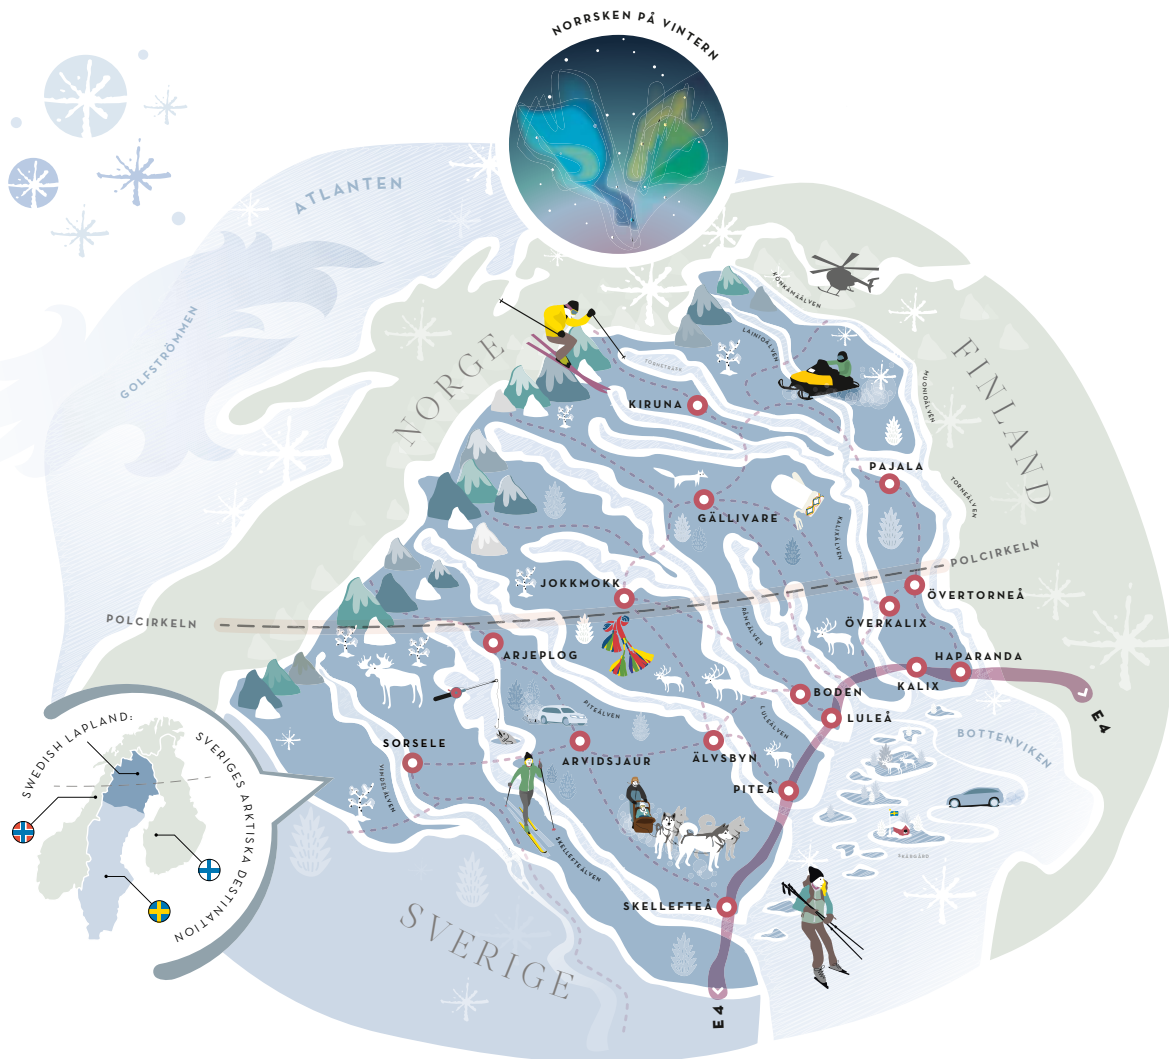 NORRSKEN PÅ VINTERN
ATLANTEN
GOLFSTRÖMMEN
NORGE
FINLAND
KÖNKÄMÄÄLVEN
LAINIOÄLVEN
TORNETRÄSK
MUONIOÄLVEN
KIRUNA
PAJALA
TORNEÄLVEN
GÄLLIVARE
KALIXÄLVEN
POLCIRKELN
JOKKMOKK
ÖVERTORNEÅ
POLCIRKELN
ÖVERKALIX
RÅNEÄLVEN
ARJEPLOG
HAPARANDA
KALIX
BODEN
E4
LULEÅ
PITEÄLVEN
LULEÄLVEN
BOTTENVIKEN
SORSELE
ARVIDSJAUR
ÄLVSBYN
VINDELÄLVEN
PITEÅ
SKELLEFTEÄLVEN
SKÄRGÅRD
SKELLEFTEÅ
SVERIGE
E4
SWEDISH LAPLAND:
SVERIGES ARKTISKA DESTINATION